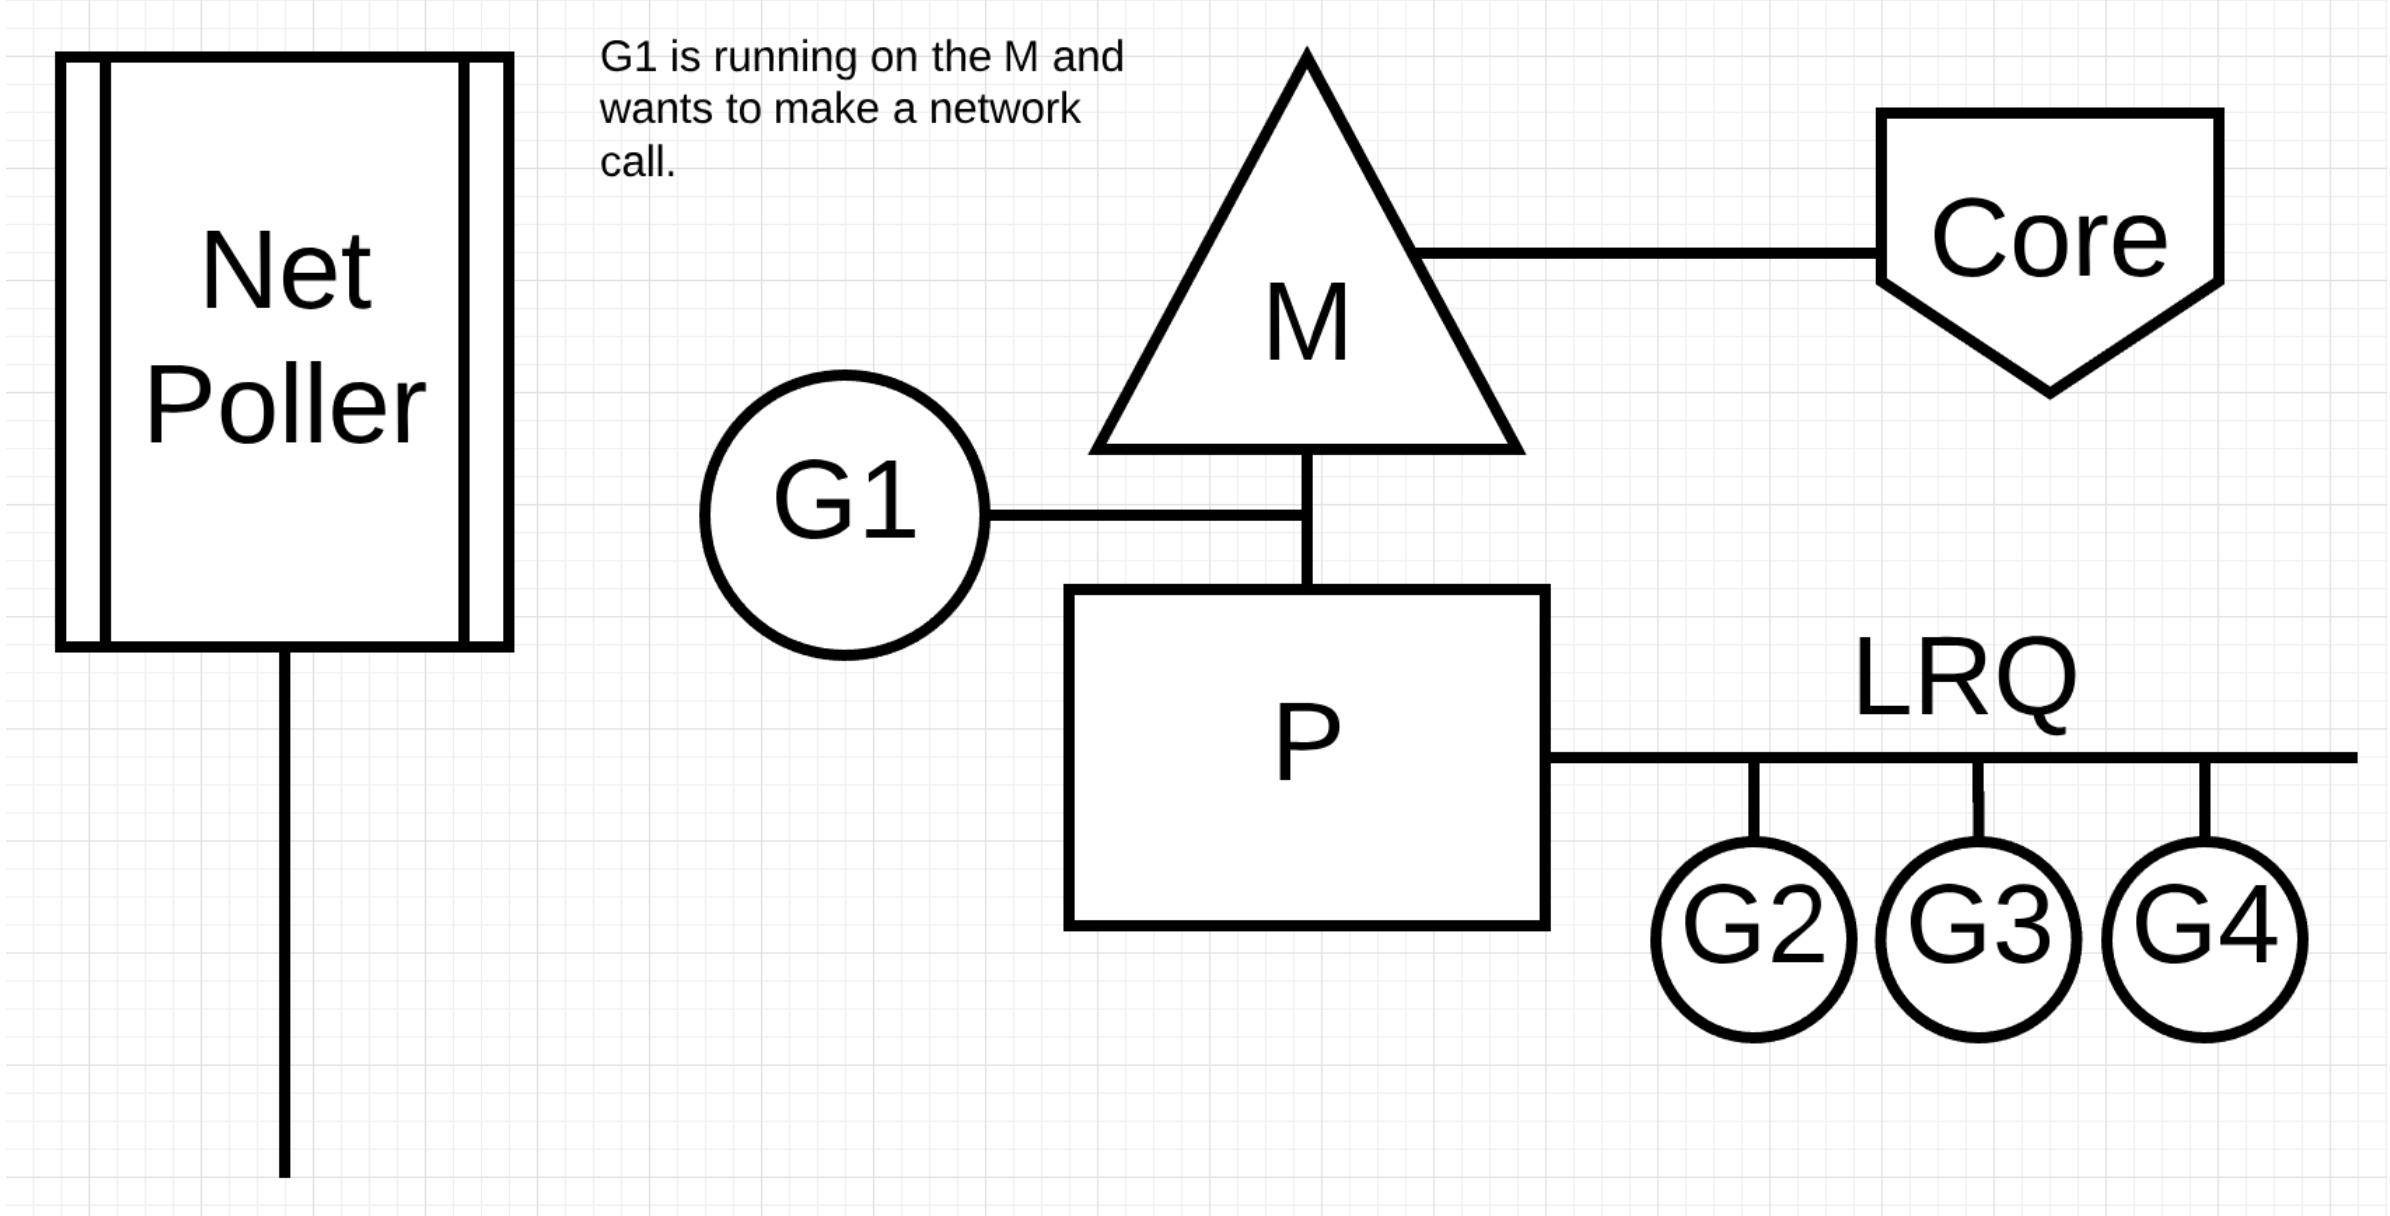 G1 is running on the M and
wants to make a network
call.
Net
Poller
M
Core
G1
P
LRQ
G2
G3
G4